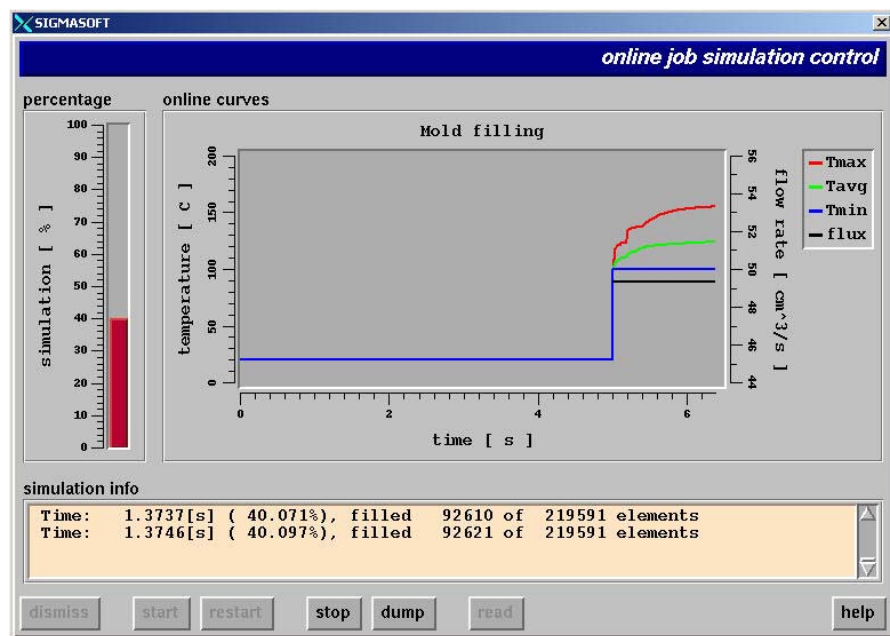 SIGMASOFT
online job simulation control
percentage
online curves
simulation [ % ]
100
90
80
70
60
50
40
30
20
10
0
Mold filling
temperature [ C ]
200
150
100
50
0
0 2 4 6
time [ s ]
56
54
52
50
48
46
44
flow rate [ cm^3/s ]
Tmax
Tavg
Tmin
flux
simulation info
Time: 1.3737[s] ( 40.071%), filled 92610 of 219591 elements
Time: 1.3746[s] ( 40.097%), filled 92621 of 219591 elements
dismiss start restart stop dump read help